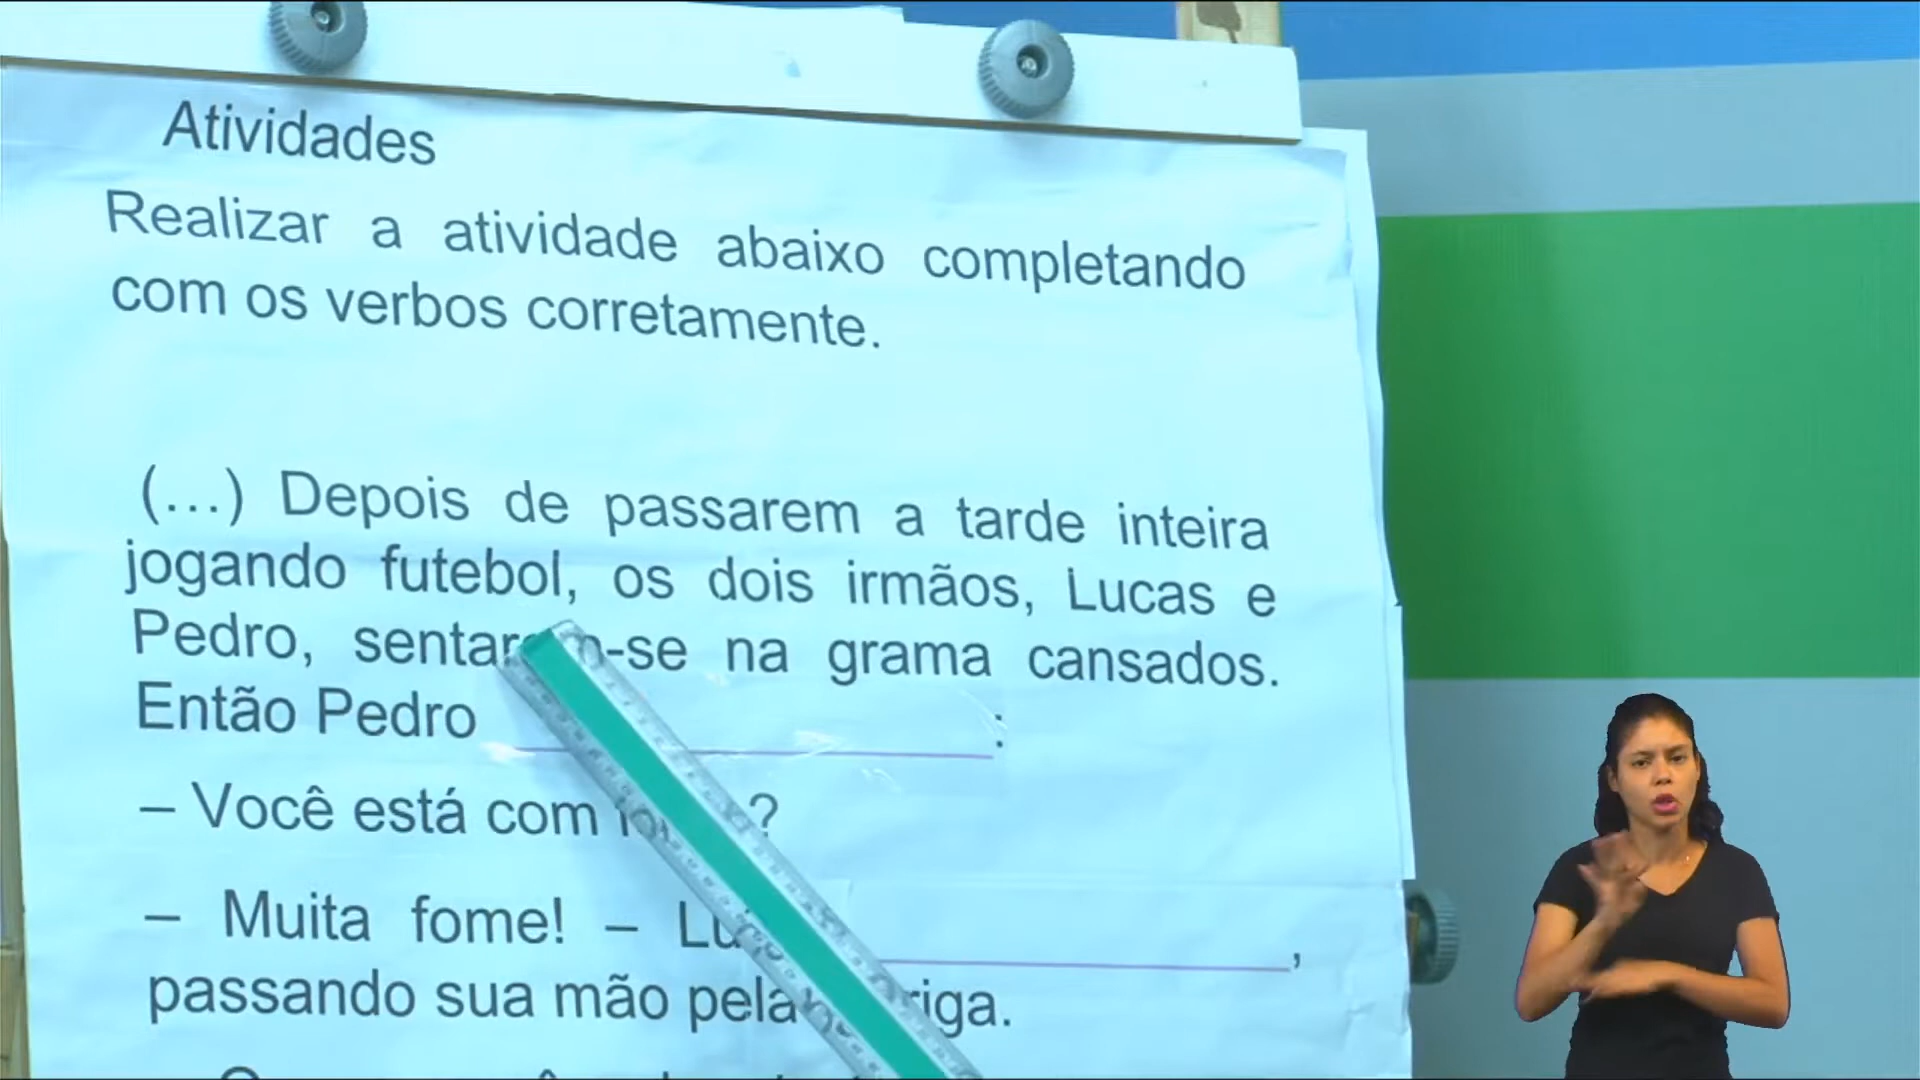 Atividades
Realizar a atividade abaixo completando
com os verbos corretamente.
(...) Depois de passarem a tarde inteira
jogando futebol, os dois irmãos, Lucas e
Pedro, -se na grama cansados.
Então Pedro :
– Você está com ?
– Muita fome! – ,
passando sua mão pela